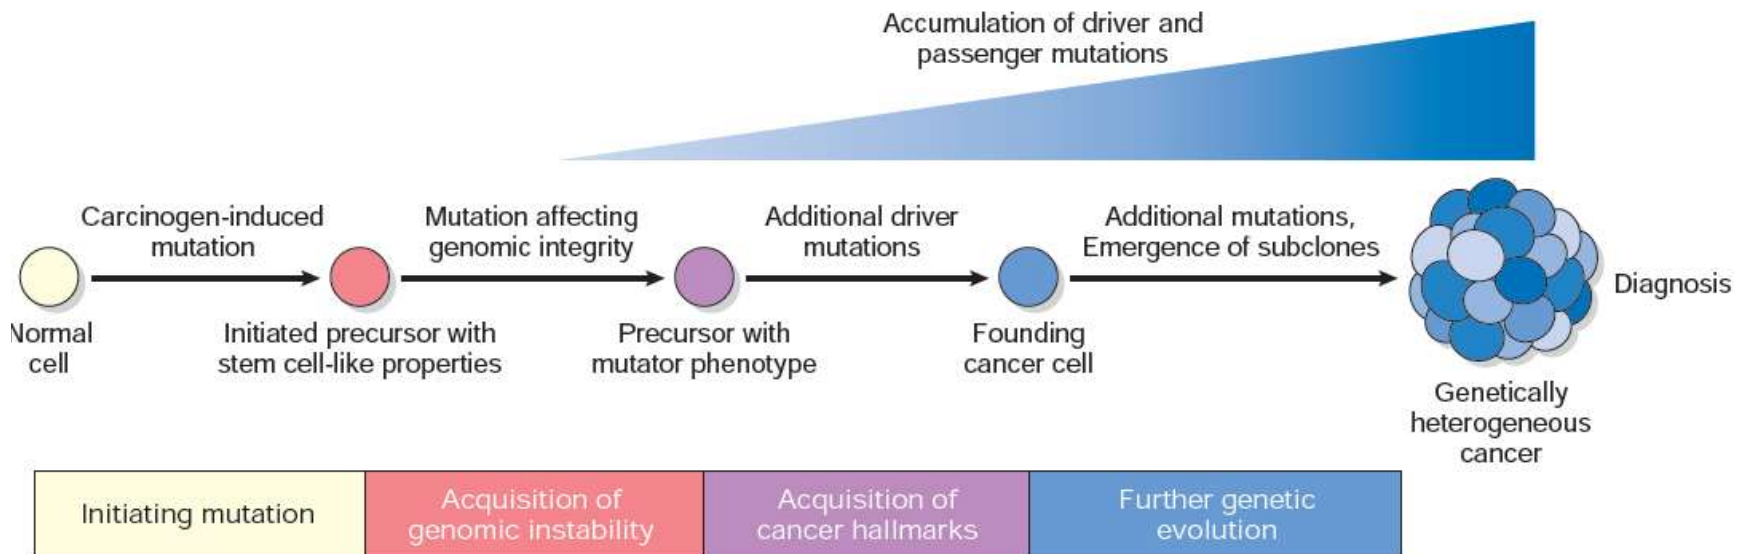 Accumulation of driver and
passenger mutations
Carcinogen-induced
mutation
Mutation affecting
genomic integrity
Additional driver
mutations
Additional mutations,
Emergence of subclones
Normal
cell
Initiated precursor with
stem cell-like properties
Precursor with
mutator phenotype
Founding
cancer cell
Diagnosis
Genetically
heterogeneous
cancer
Initiating mutation
Acquisition of
genomic instability
Acquisition of
cancer hallmarks
Further genetic
evolution